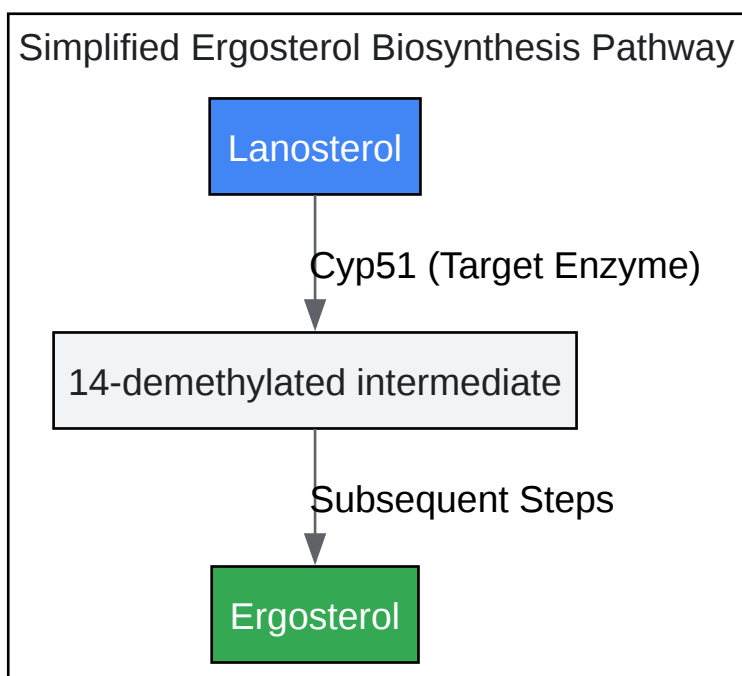 Simplified Ergosterol Biosynthesis Pathway
Lanosterol
Cyp51 (Target Enzyme)
14-demethylated intermediate
Subsequent Steps
Ergosterol